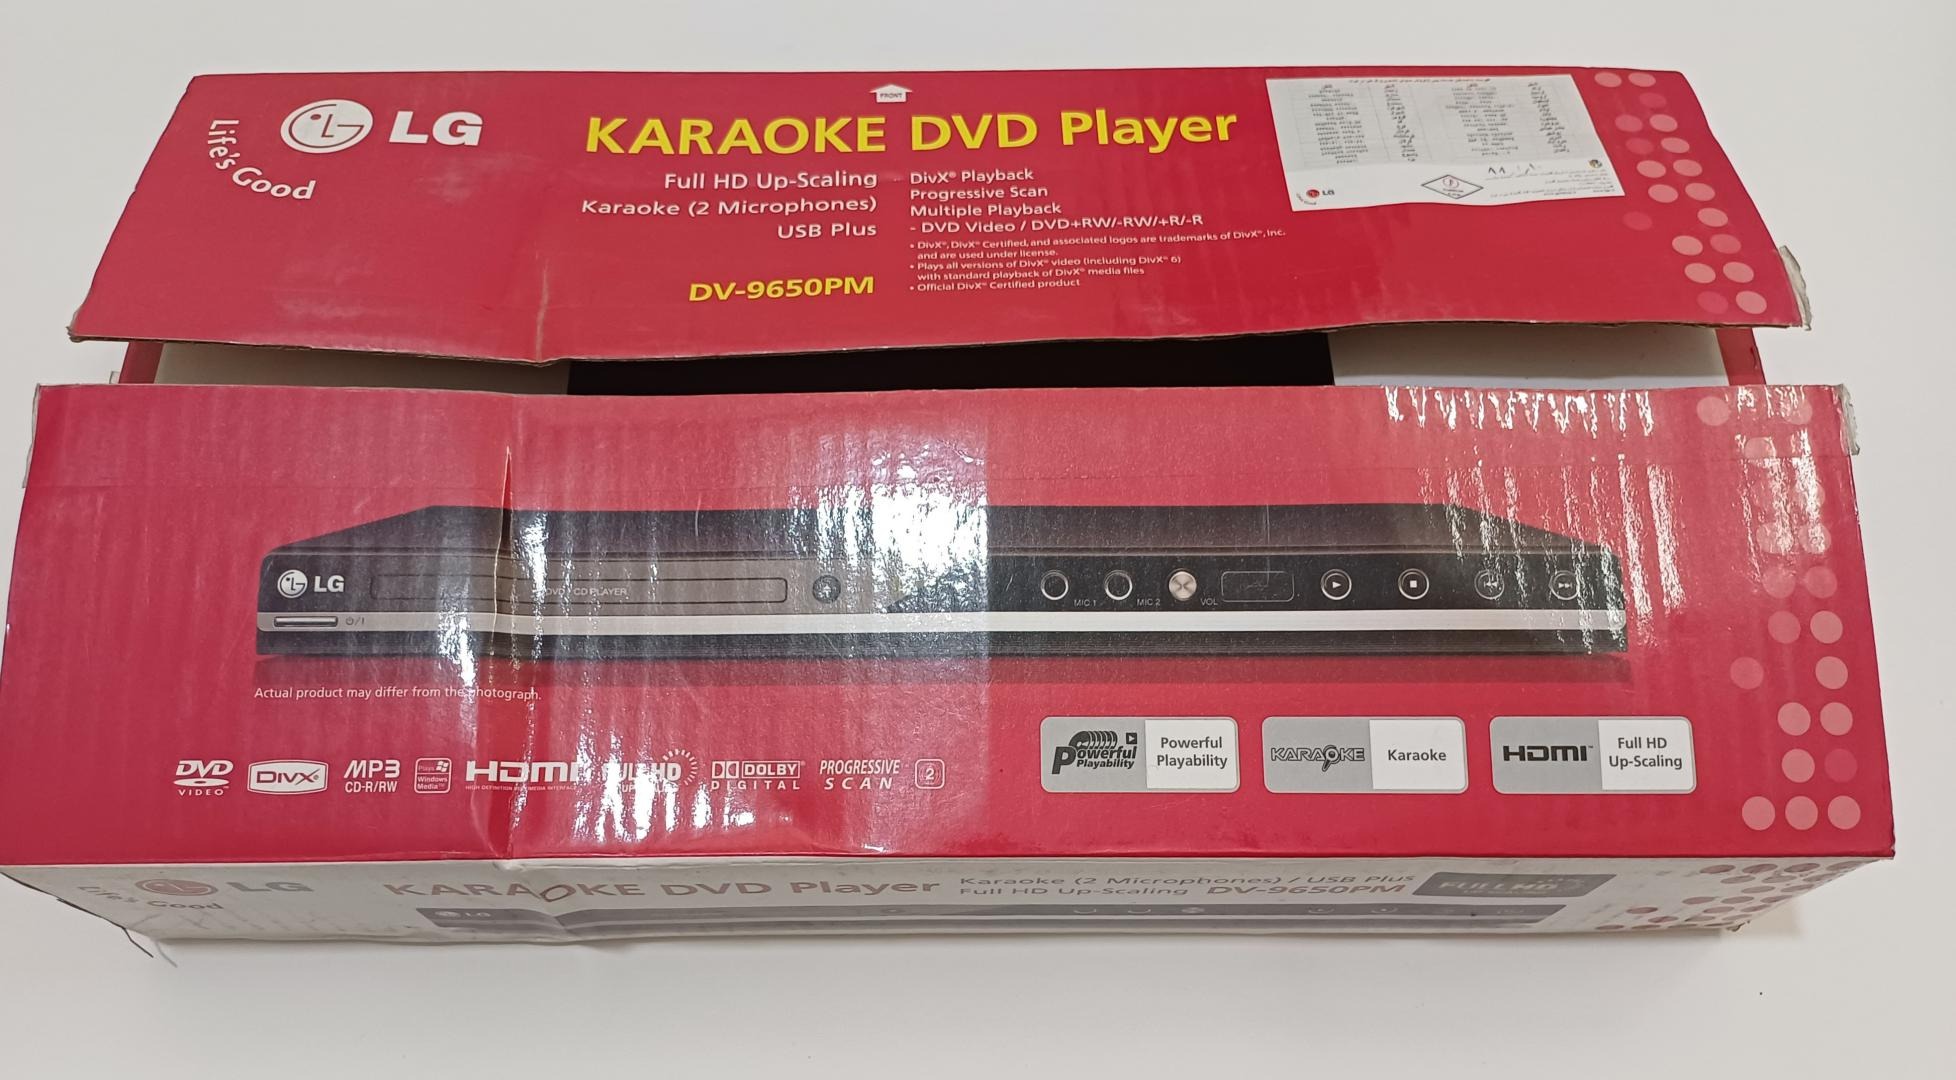 Life's Good
LG
FRONT
KARAOKE DVD Player
Full HD Up-Scaling
Karaoke (2 Microphones)
USB Plus
DV-9650PM
DivX® Playback
Progressive Scan
Multiple Playback
- DVD Video / DVD+RW/-RW/+R/-R
• DivX®, DivX® Certified, and associated logos are trademarks of DivX®, Inc.
and are used under license.
• Plays all versions of DivX® video (including DivX® 6)
with standard playback of DivX® media files
• Official DivX® Certified product
LG
LG
DVD / CD PLAYER
MIC 1
MIC 2
VOL
Actual product may differ from the photograph.
DVD VIDEO
DIVX
MP3
CD-R/RW
Plays
Windows
Media™
HDMI
FULL HD
DOLBY
DIGITAL
PROGRESSIVE
SCAN
2
Powerful
Playability
Powerful
Playability
KARAOKE
Karaoke
HDMI™
Full HD
Up-Scaling
Life's Good
LG
KARAOKE DVD Player
Karaoke (2 Microphones) / USB Plus
Full HD Up-Scaling DV-9650PM
FULL HD
LG